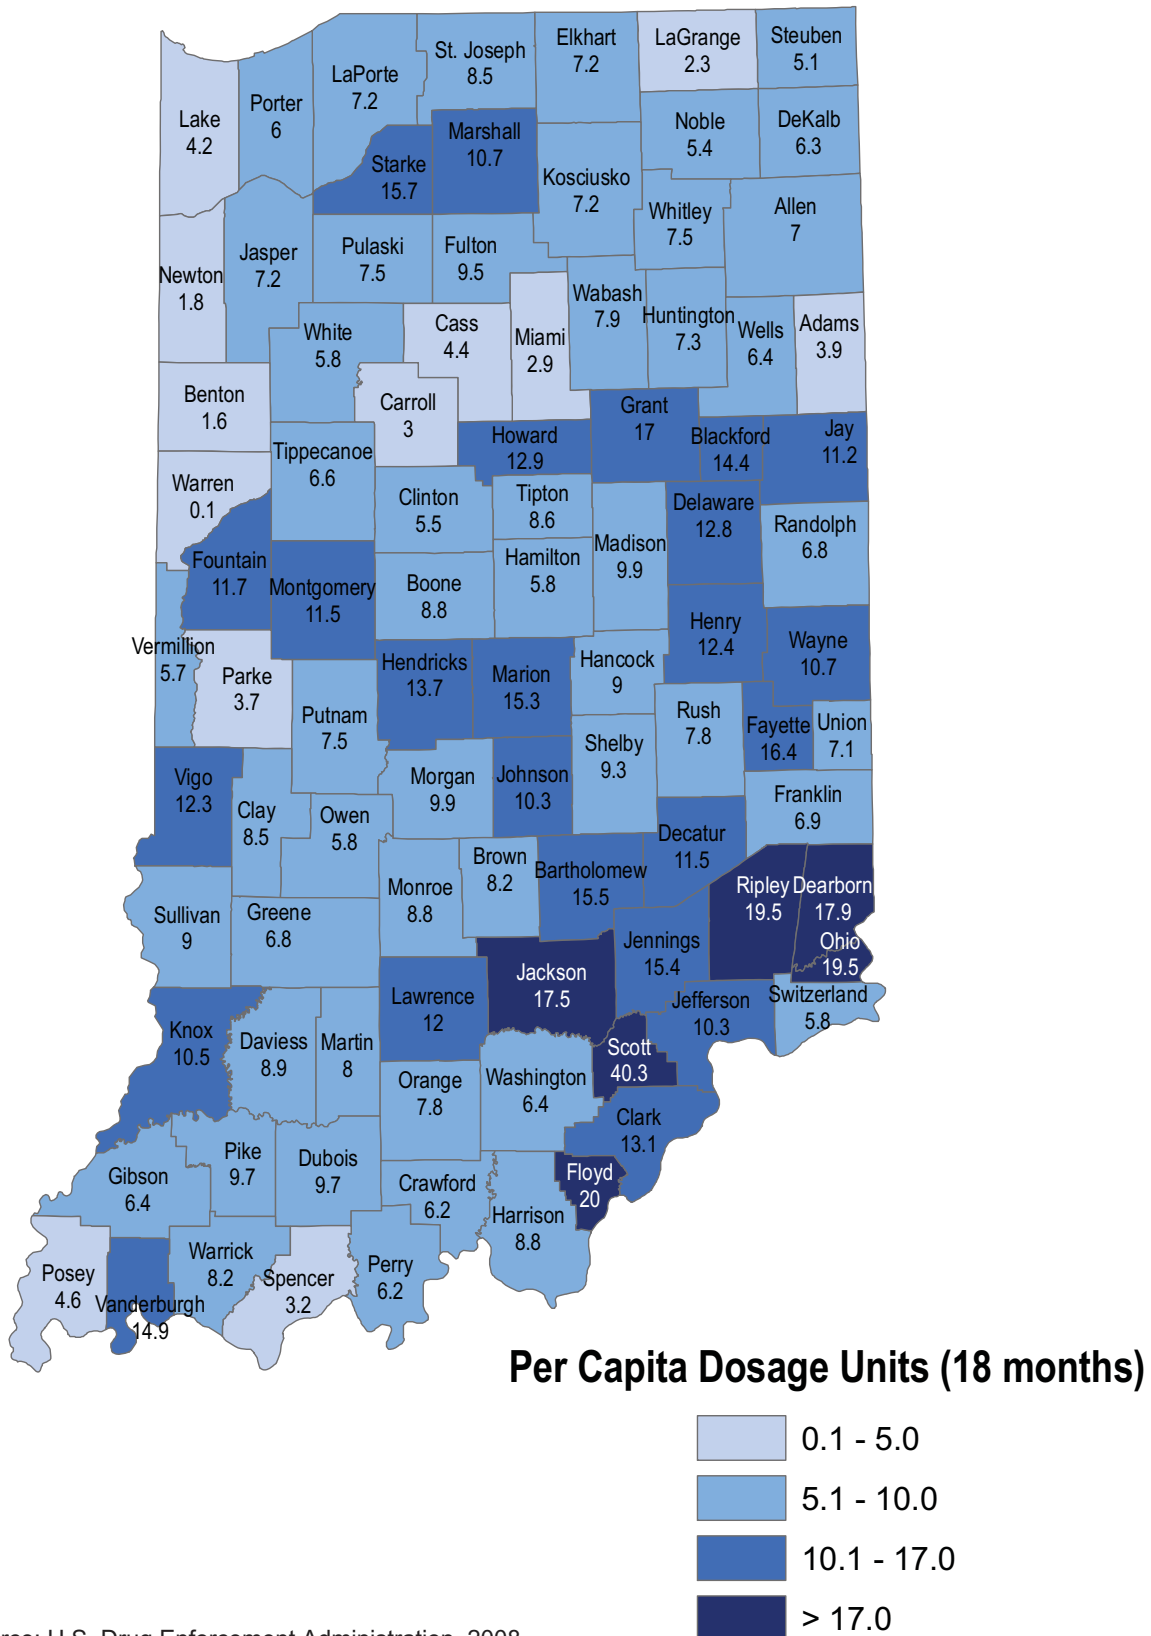 Steuben
5.1
LaGrange
2.3
Elkhart
7.2
St. Joseph
8.5
LaPorte
7.2
Porter
6
Lake
4.2
Noble
5.4
DeKalb
6.3
Marshall
10.7
Starke
15.7
Kosciusko
7.2
Whitley
7.5
Allen
7
Newton
1.8
Jasper
7.2
Pulaski
7.5
Fulton
9.5
Wabash
7.9
Huntington
7.3
Wells
6.4
Adams
3.9
White
5.8
Cass
4.4
Miami
2.9
Benton
1.6
Carroll
3
Grant
17
Blackford
14.4
Jay
11.2
Howard
12.9
Tippecanoe
6.6
Warren
0.1
Clinton
5.5
Tipton
8.6
Delaware
12.8
Randolph
6.8
Madison
9.9
Hamilton
5.8
Boone
8.8
Fountain
11.7
Montgomery
11.5
Vermillion
5.7
Parke
3.7
Henry
12.4
Wayne
10.7
Hendricks
13.7
Marion
15.3
Hancock
9
Putnam
7.5
Rush
7.8
Fayette
16.4
Union
7.1
Shelby
9.3
Vigo
12.3
Clay
8.5
Morgan
9.9
Johnson
10.3
Franklin
6.9
Owen
5.8
Decatur
11.5
Brown
8.2
Bartholomew
15.5
Monroe
8.8
Ripley
19.5
Dearborn
17.9
Ohio
19.5
Sullivan
9
Greene
6.8
Jennings
15.4
Jackson
17.5
Lawrence
12
Jefferson
10.3
Switzerland
5.8
Knox
10.5
Daviess
8.9
Martin
8
Scott
40.3
Orange
7.8
Washington
6.4
Clark
13.1
Pike
9.7
Dubois
9.7
Gibson
6.4
Crawford
6.2
Floyd
20
Harrison
8.8
Warrick
8.2
Spencer
3.2
Perry
6.2
Posey
4.6
Vanderburgh
14.9
Per Capita Dosage Units (18 months)
0.1 - 5.0
5.1 - 10.0
10.1 - 17.0
> 17.0
U.S. Drug Enforcement Administration, 2008